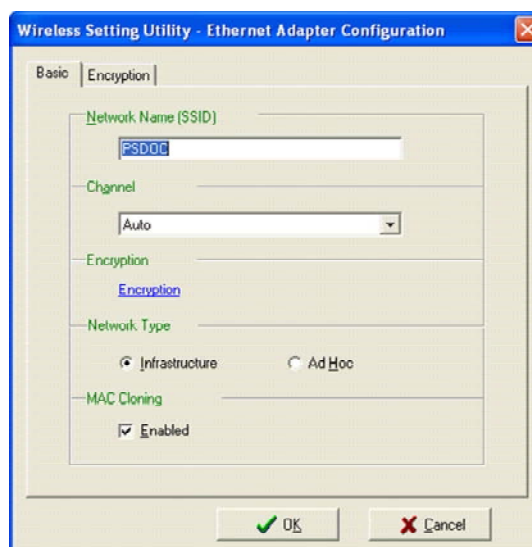 Wireless Setting Utility - Ethernet Adapter Configuration
Basic Encryption
Network Name (SSID)
PSDOC
Channel
Auto
Encryption
Encryption
Network Type
Infrastructure Ad Hoc
MAC Cloning
Enabled
OK Cancel